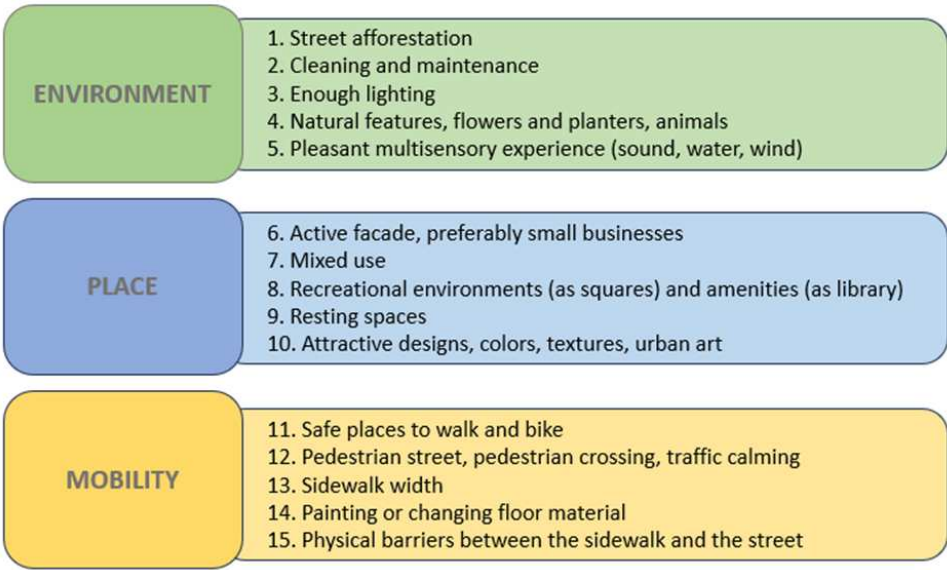 ENVIRONMENT
1. Street afforestation
2. Cleaning and maintenance
3. Enough lighting
4. Natural features, flowers and planters, animals
5. Pleasant multisensory experience (sound, water, wind)
PLACE
6. Active facade, preferably small businesses
7. Mixed use
8. Recreational environments (as squares) and amenities (as library)
9. Resting spaces
10. Attractive designs, colors, textures, urban art
MOBILITY
11. Safe places to walk and bike
12. Pedestrian street, pedestrian crossing, traffic calming
13. Sidewalk width
14. Painting or changing floor material
15. Physical barriers between the sidewalk and the street